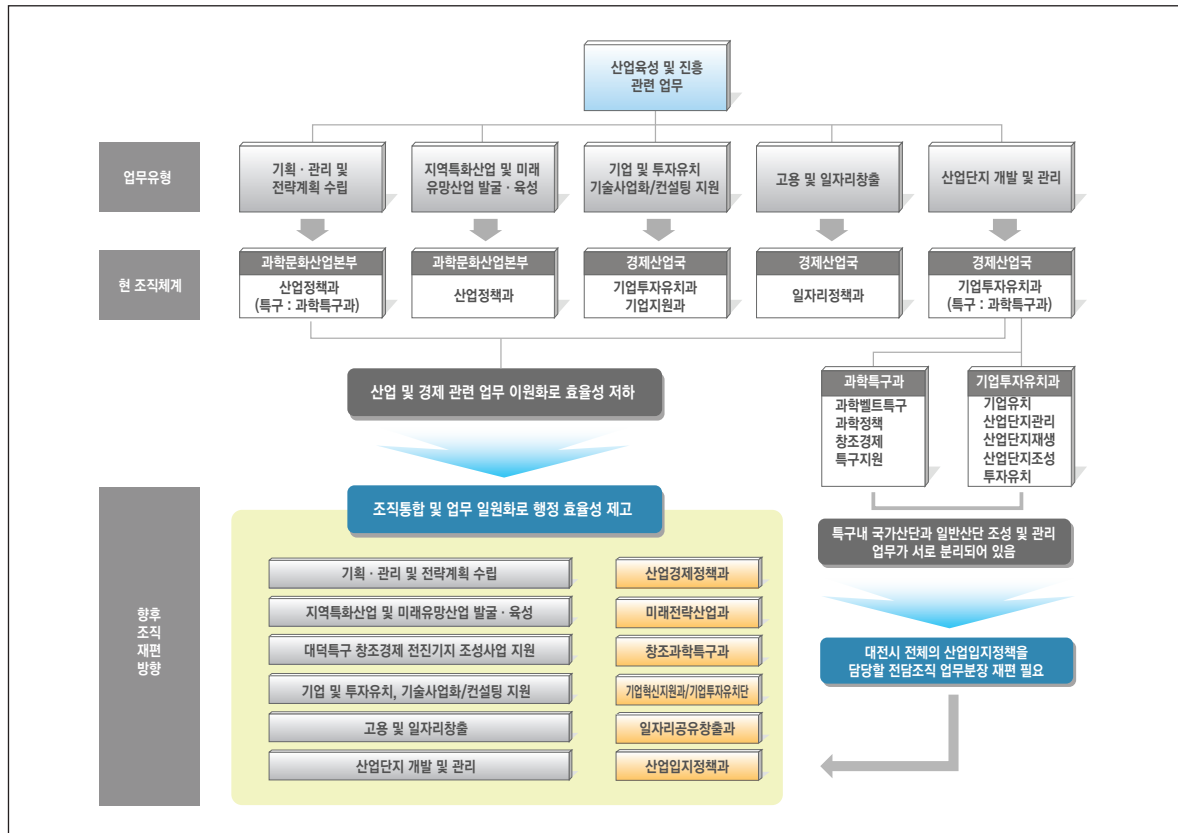 산업육성 및 진흥
관련 업무
업무유형
기획 · 관리 및
전략계획 수립
지역특화산업 및 미래
유망산업 발굴 · 육성
기업 및 투자유치
기술사업화/컨설팅 지원
고용 및 일자리창출
산업단지 개발 및 관리
현 조직체계
과학문화산업본부
산업정책과
(특구 : 과학특구과)
과학문화산업본부
산업정책과
경제산업국
기업투자유치과
기업지원과
경제산업국
일자리정책과
경제산업국
기업투자유치과
(특구 : 과학특구과)
산업 및 경제 관련 업무 이원화로 효율성 저하
과학특구과
과학벨트특구
과학정책
창조경제
특구지원
기업투자유치과
기업유치
산업단지관리
산업단지재생
산업단지조성
투자유치
향후
조직
재편
방향
조직통합 및 업무 일원화로 행정 효율성 제고
기획 · 관리 및 전략계획 수립
산업경제정책과
지역특화산업 및 미래유망산업 발굴 · 육성
미래전략산업과
대덕특구 창조경제 전진기지 조성사업 지원
창조과학특구과
기업 및 투자유치, 기술사업화/컨설팅 지원
기업혁신지원과/기업투자유치단
고용 및 일자리창출
일자리공유창출과
산업단지 개발 및 관리
산업입지정책과
특구내 국가산단과 일반산단 조성 및 관리
업무가 서로 분리되어 있음
대전시 전체의 산업입지정책을
담당할 전담조직 업무분장 재편 필요